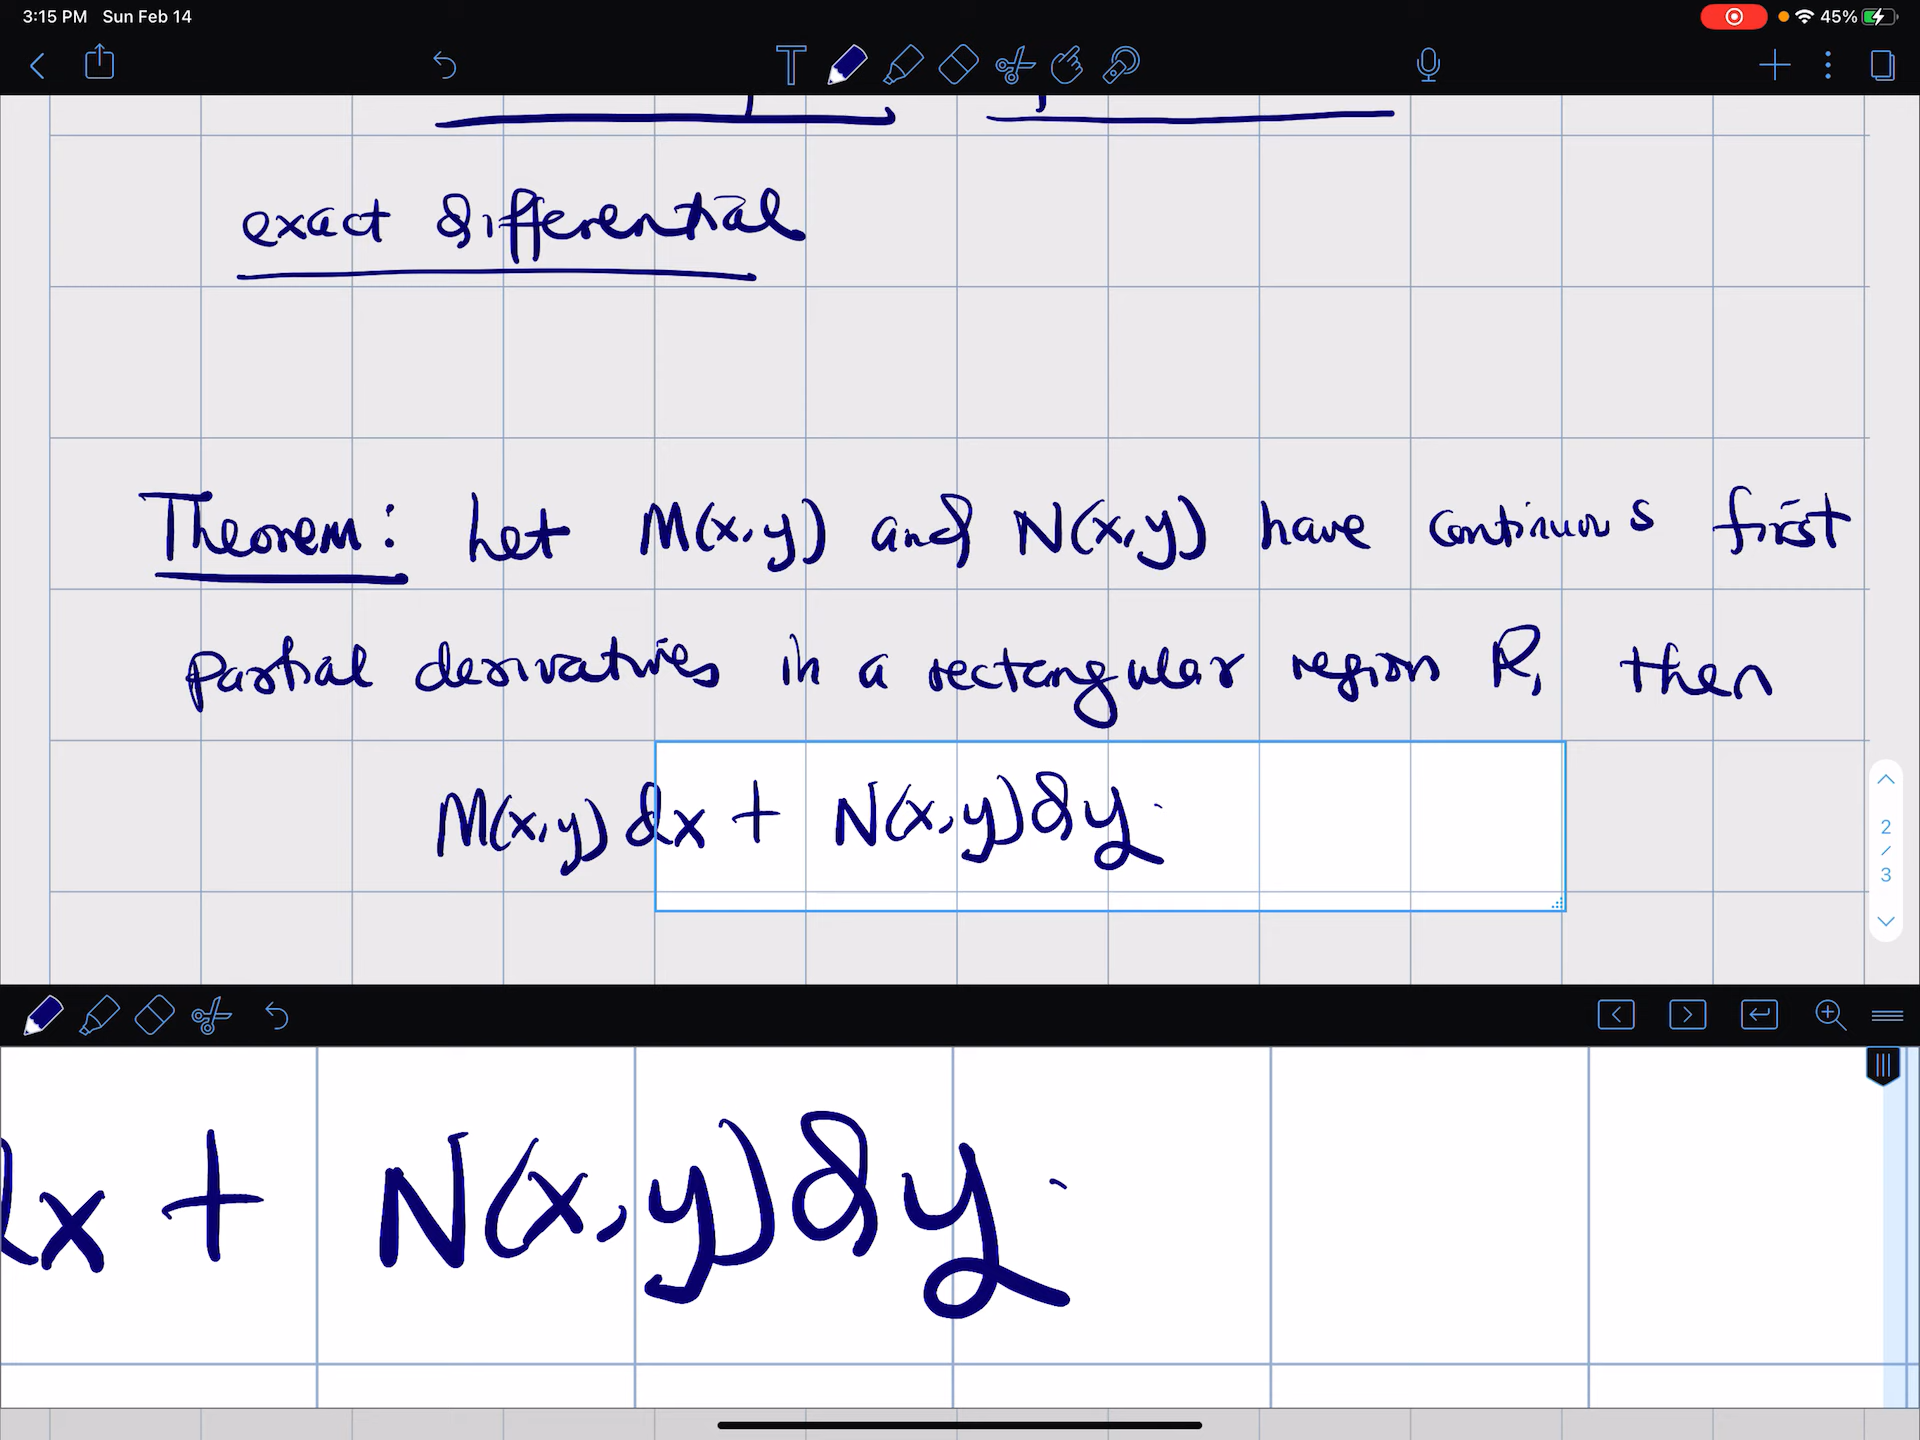 3:15 PM Sun Feb 14
45%
exact differential
Theorem: Let M(x,y) and N(x,y) have continuous first
partial derivatives in a rectangular region R, then
M(x,y) dx + N(x,y) dy
2
/
3
dx + N(x,y) dy